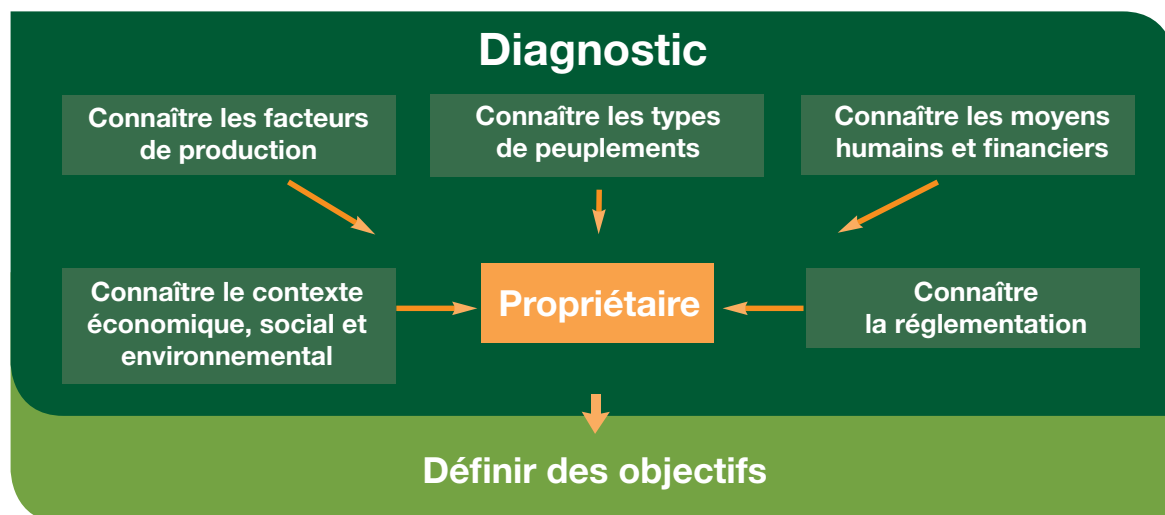 Diagnostic
Connaître les facteurs
de production
Connaître les types
de peuplements
Connaître les moyens
humains et financiers
Connaître le contexte
économique, social et
environnemental
Propriétaire
Connaître
la réglementation
Définir des objectifs